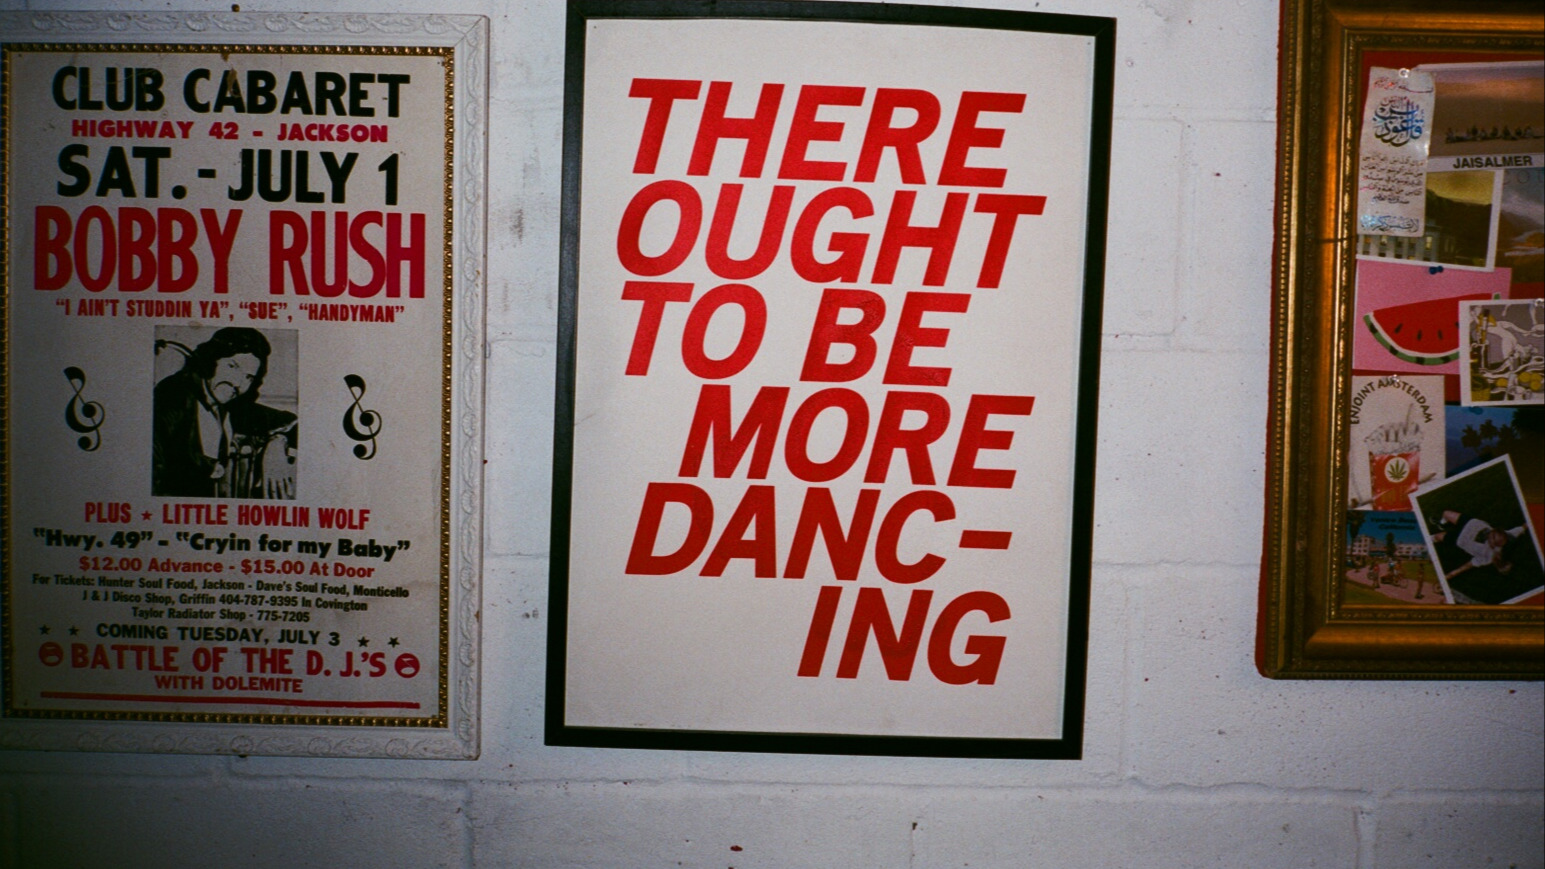 CLUB CABARET
HIGHWAY 42 - JACKSON
SAT. - JULY 1
BOBBY RUSH
"I AIN'T STUDDIN YA", "SUE", "HANDYMAN"
PLUS ★ LITTLE HOWLIN WOLF
"Hwy. 49" - "Cryin for my Baby"
$12.00 Advance - $15.00 At Door
For Tickets: Hunter Soul Food, Jackson - Dave's Soul Food, Monticello
J & J Disco Shop, Griffin 404-787-9395 In Covington
Taylor Radiator Shop - 775-7205
★ ★ COMING TUESDAY, JULY 3 ★ ★
BATTLE OF THE D. J.'S
WITH DOLEMITE
THERE
OUGHT
TO BE
MORE
DANC-
ING
JAISALMER
ENJOINT AMSTERDAM